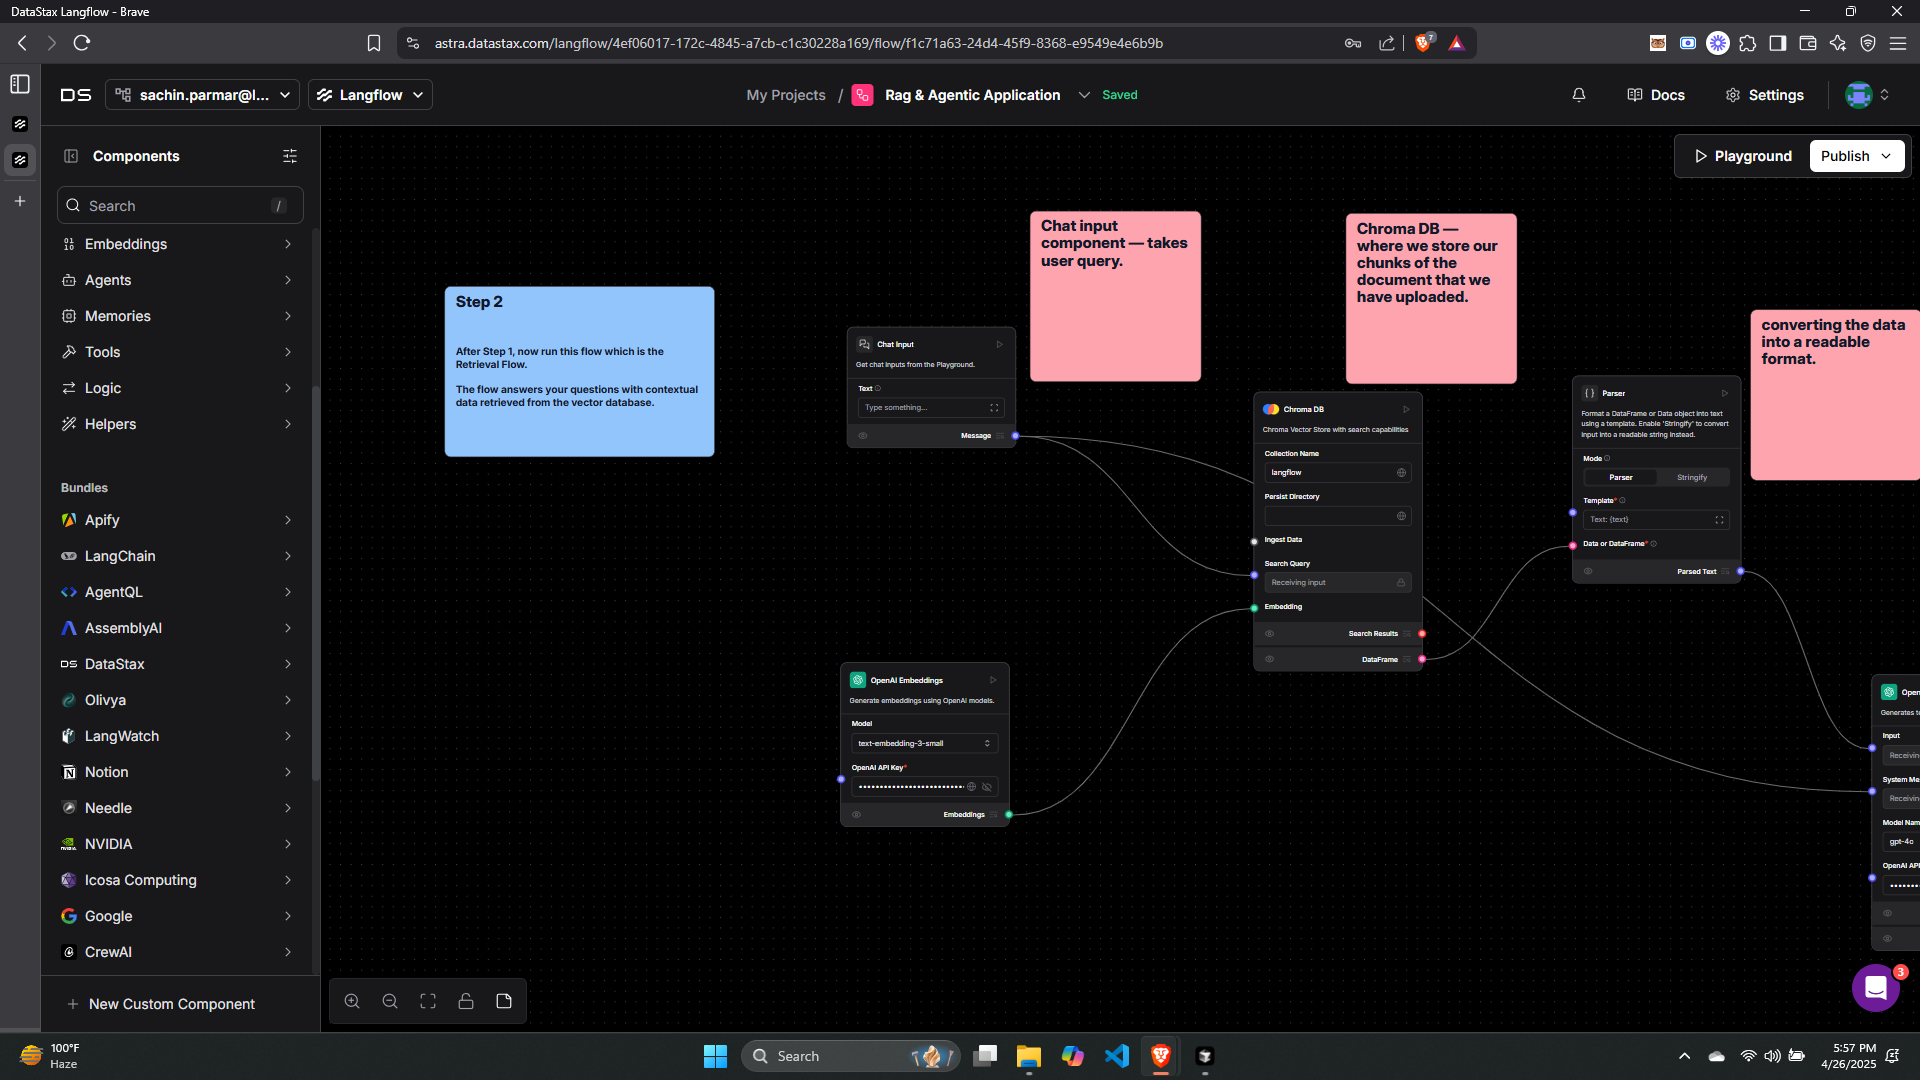 DataStax Langflow - Brave
astra.datastax.com/langflow/4ef06017-172c-4845-a7cb-c1c30228a169/flow/f1c71a63-24d4-45f9-8368-e9549e4e6b9b
7
DS
sachin.parmar@l...
Langflow
My Projects / Rag & Agentic Application
Saved
Docs
Settings
Components
Search
/
Embeddings
Agents
Memories
Tools
Logic
Helpers
Bundles
Apify
LangChain
AgentQL
AssemblyAI
DS DataStax
Olivya
LangWatch
Notion
Needle
NVIDIA
Icosa Computing
Google
CrewAI
+ New Custom Component
Playground
Publish
Step 2
After Step 1, now run this flow which is the
Retrieval Flow.
The flow answers your questions with contextual
data retrieved from the vector database.
Chat input
component — takes
user query.
Chroma DB —
where we store our
chunks of the
document that we
have uploaded.
converting the data
into a readable
format.
Chat Input
Get chat inputs from the Playground.
Text
Type something...
Message
OpenAI Embeddings
Generate embeddings using OpenAI models.
Model
text-embedding-3-small
OpenAI API Key*
Embeddings
Chroma DB
Chroma Vector Store with search capabilities
Collection Name
langflow
Persist Directory
Ingest Data
Search Query
Receiving input
Embedding
Search Results
DataFrame
Parser
Format a DataFrame or Data object into text
using a template. Enable 'Stringify' to convert
input into a readable string instead.
Mode
Parser
Stringify
Template*
Text: {text}
Data or DataFrame*
Parsed Text
Open
Generates te
Input
Receivin
System Me
Receivin
Model Nam
gpt-4o
OpenAI API
3
100°F
Haze
Search
5:57 PM
4/26/2025